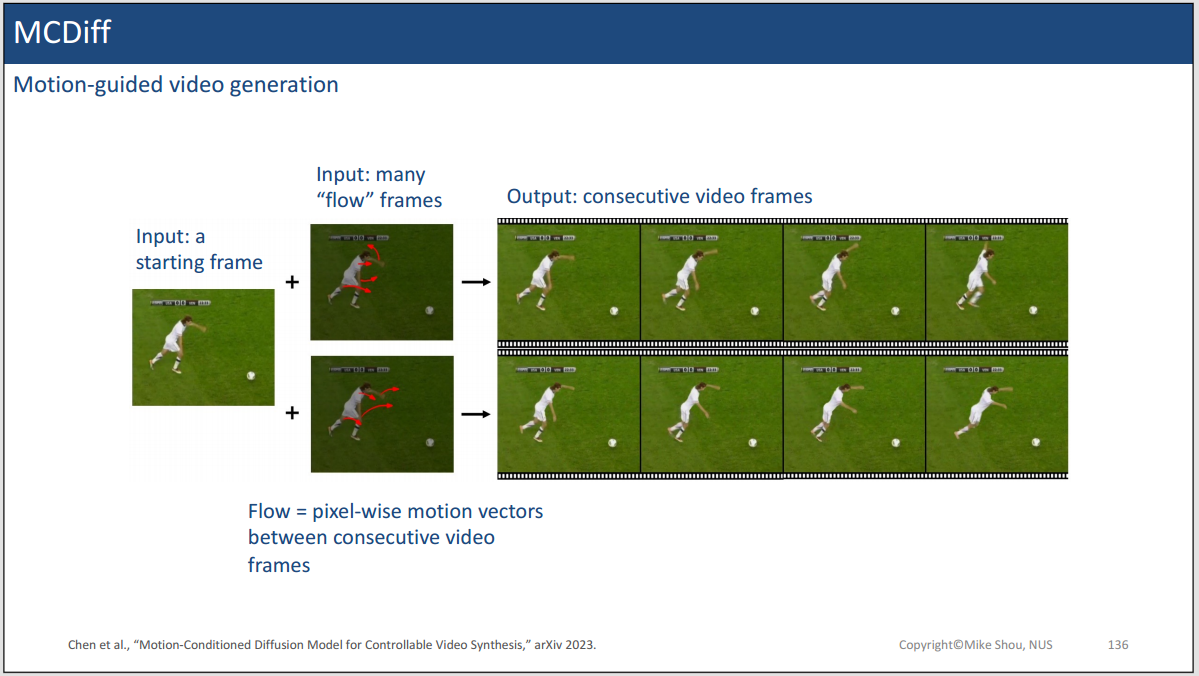 MCDiff
Motion-guided video generation
Input: many
“flow” frames
Output: consecutive video frames
Input: a
starting frame
+
+
Flow = pixel-wise motion vectors
between consecutive video
frames
Chen et al., “Motion-Conditioned Diffusion Model for Controllable Video Synthesis,” arXiv 2023.
Copyright©Mike Shou, NUS
136